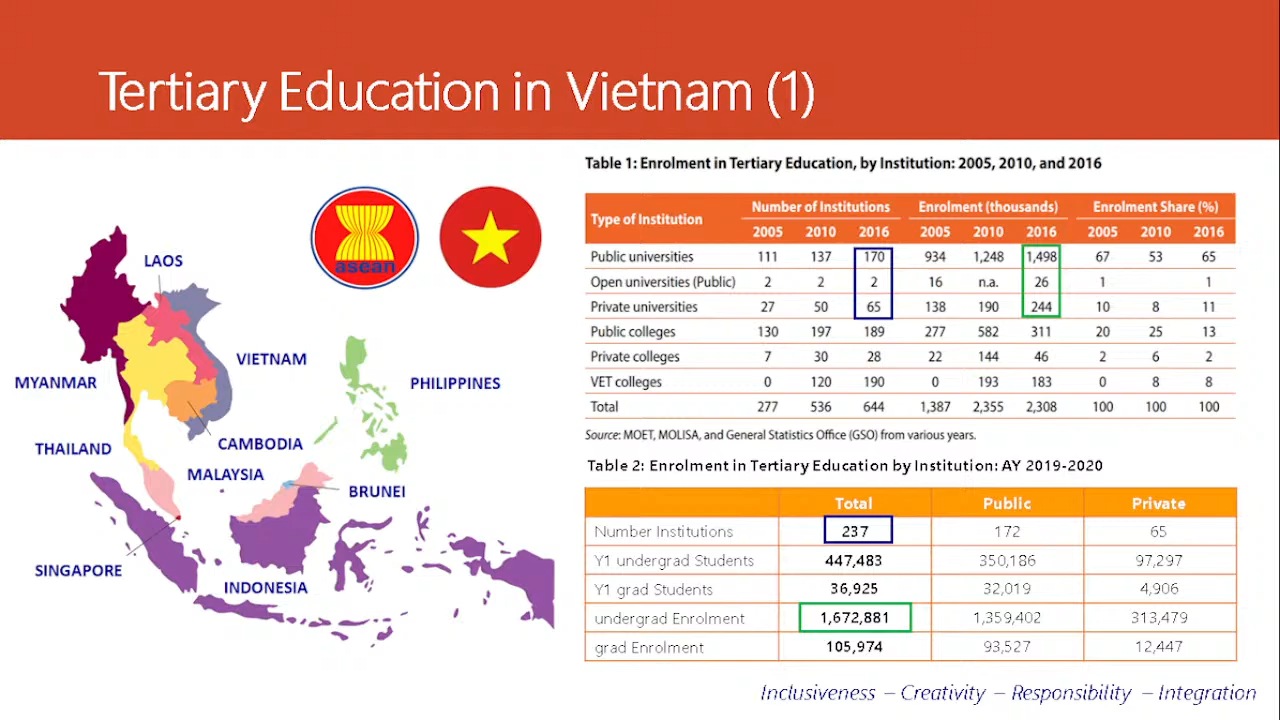 Tertiary Education in Vietnam (1)
asean
LAOS
VIETNAM
MYANMAR
PHILIPPINES
THAILAND
CAMBODIA
MALAYSIA
BRUNEI
SINGAPORE
INDONESIA
Table 1: Enrolment in Tertiary Education, by Institution: 2005, 2010, and 2016
Type of Institution Number of Institutions Enrolment (thousands) Enrolment Share (%)
2005 2010 2016 2005 2010 2016 2005 2010 2016
Public universities 111 137 170 934 1,248 1,498 67 53 65
Open universities (Public) 2 2 2 16 n.a. 26 1 1
Private universities 27 50 65 138 190 244 10 8 11
Public colleges 130 197 189 277 582 311 20 25 13
Private colleges 7 30 28 22 144 46 2 6 2
VET colleges 0 120 190 0 193 183 0 8 8
Total 277 536 644 1,387 2,355 2,308 100 100 100
Source: MOET, MOLISA, and General Statistics Office (GSO) from various years.
Table 2: Enrolment in Tertiary Education by Institution: AY 2019-2020
Total Public Private
Number Institutions 237 172 65
Y1 undergrad Students 447,483 350,186 97,297
Y1 grad Students 36,925 32,019 4,906
undergrad Enrolment 1,672,881 1,359,402 313,479
grad Enrolment 105,974 93,527 12,447
Inclusiveness – Creativity – Responsibility – Integration